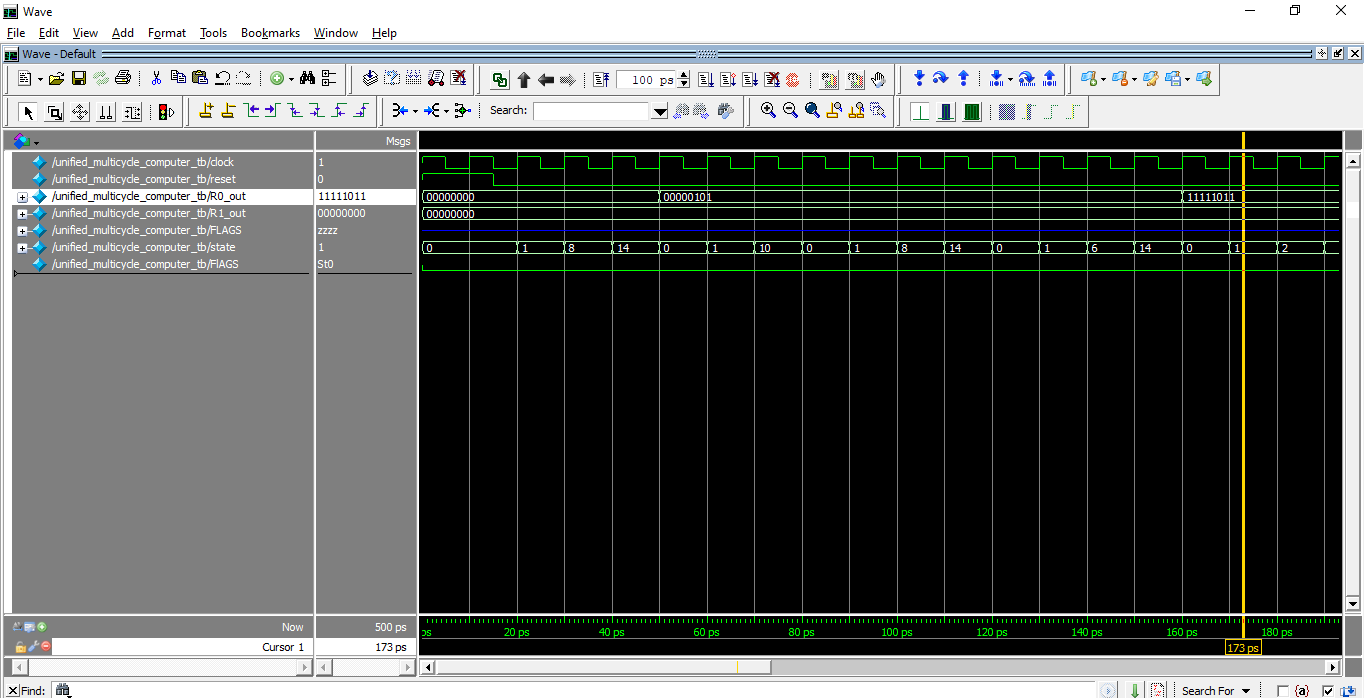 Wave
File Edit View Add Format Tools Bookmarks Window Help
Wave - Default
100 ps
Search:
Msgs
/unified_multicycle_computer_tb/clock 1
/unified_multicycle_computer_tb/reset 0
/unified_multicycle_computer_tb/R0_out 11111011 00000000 00000101 11111011
/unified_multicycle_computer_tb/R1_out 00000000 00000000
/unified_multicycle_computer_tb/FLAGS zzzz
/unified_multicycle_computer_tb/state 1 0 1 8 14 0 1 10 0 1 8 14 0 1 6 14 0 1 2
/unified_multicycle_computer_tb/FlAGS St0
Now 500 ps ps 20 ps 40 ps 60 ps 80 ps 100 ps 120 ps 140 ps 160 ps 180 ps
Cursor 1 173 ps 173 ps
Find: Search For {a}